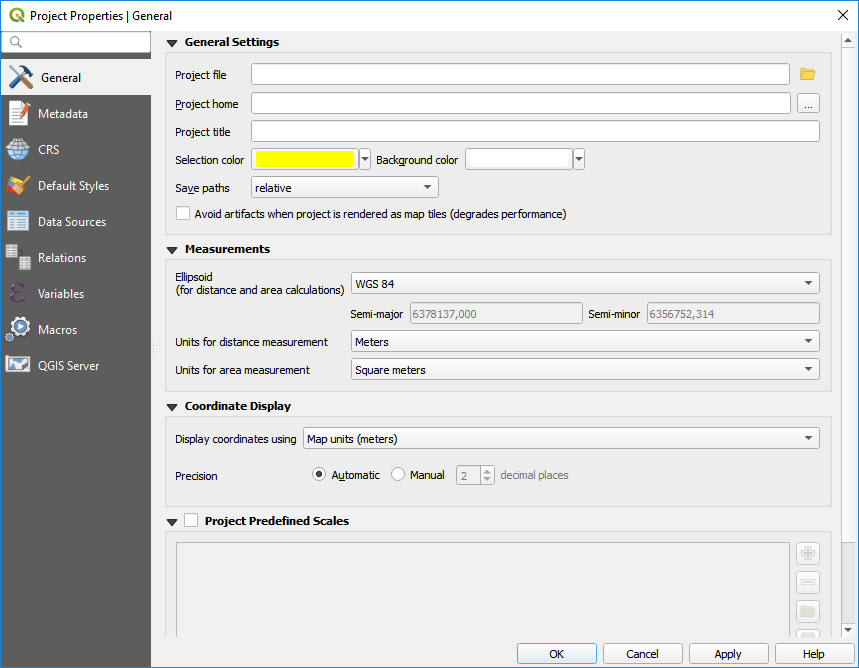 Project Properties | General
General
Metadata
CRS
Default Styles
Data Sources
Relations
Variables
Macros
QGIS Server
General Settings
Project file
Project home
...
Project title
Selection color
Background color
Save paths
relative
Avoid artifacts when project is rendered as map tiles (degrades performance)
Measurements
Ellipsoid
(for distance and area calculations)
WGS 84
Semi-major
6378137,000
Semi-minor
6356752,314
Units for distance measurement
Meters
Units for area measurement
Square meters
Coordinate Display
Display coordinates using
Map units (meters)
Precision
Automatic
Manual
2
decimal places
Project Predefined Scales
OK
Cancel
Apply
Help